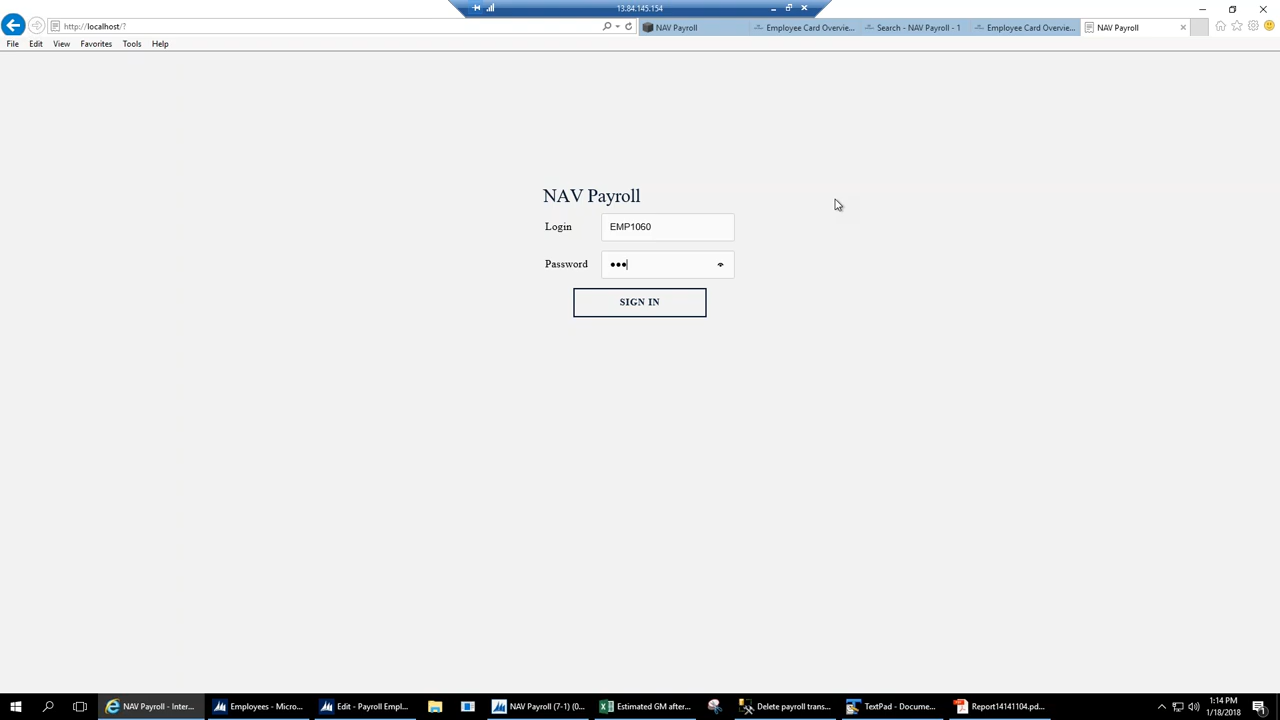 13.84.145.154
http://localhost/?
NAV Payroll
Employee Card Overvie...
Search - NAV Payroll - 1
Employee Card Overvie...
NAV Payroll
File Edit View Favorites Tools Help
NAV Payroll
Login EMP1060
Password •••
SIGN IN
NAV Payroll - Inter...
Employees - Micro...
Edit - Payroll Empl...
NAV Payroll (7-1) (0...
Estimated GM after...
Delete payroll trans...
TextPad - Docume...
Report14141104.pd...
1:14 PM
1/18/2018